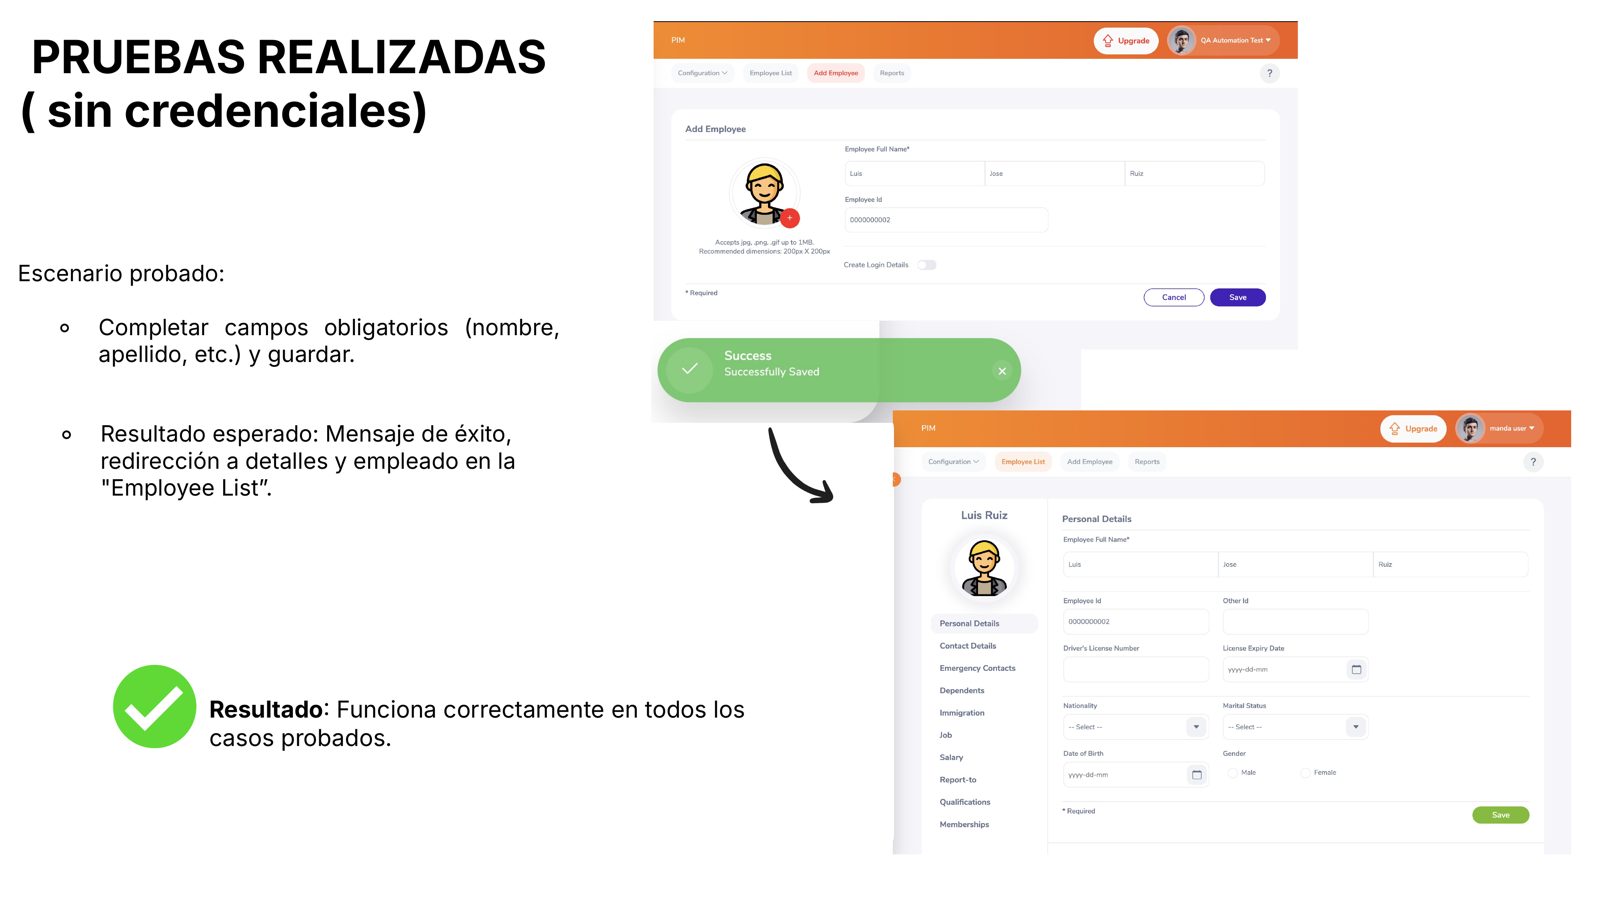 PRUEBAS REALIZADAS
( sin credenciales)
Escenario probado:
Completar campos obligatorios (nombre,
apellido, etc.) y guardar.
Resultado esperado: Mensaje de éxito,
redirección a detalles y empleado en la
"Employee List”.
Resultado: Funciona correctamente en todos los
casos probados.
PIM
Upgrade
QA Automation Test
Configuration
Employee List
Add Employee
Reports
?
Add Employee
Employee Full Name*
Luis
Jose
Ruiz
Employee Id
0000000002
Accepts jpg, .png, .gif up to 1MB.
Recommended dimensions: 200px X 200px
Create Login Details
* Required
Cancel
Save
Success
Successfully Saved
PIM
Upgrade
manda user
Configuration
Employee List
Add Employee
Reports
?
Luis Ruiz
Personal Details
Contact Details
Emergency Contacts
Dependents
Immigration
Job
Salary
Report-to
Qualifications
Memberships
Personal Details
Employee Full Name*
Luis
Jose
Ruiz
Employee Id
Other Id
0000000002
Driver's License Number
License Expiry Date
yyyy-dd-mm
Nationality
Marital Status
-- Select --
-- Select --
Date of Birth
Gender
yyyy-dd-mm
Male
Female
* Required
Save